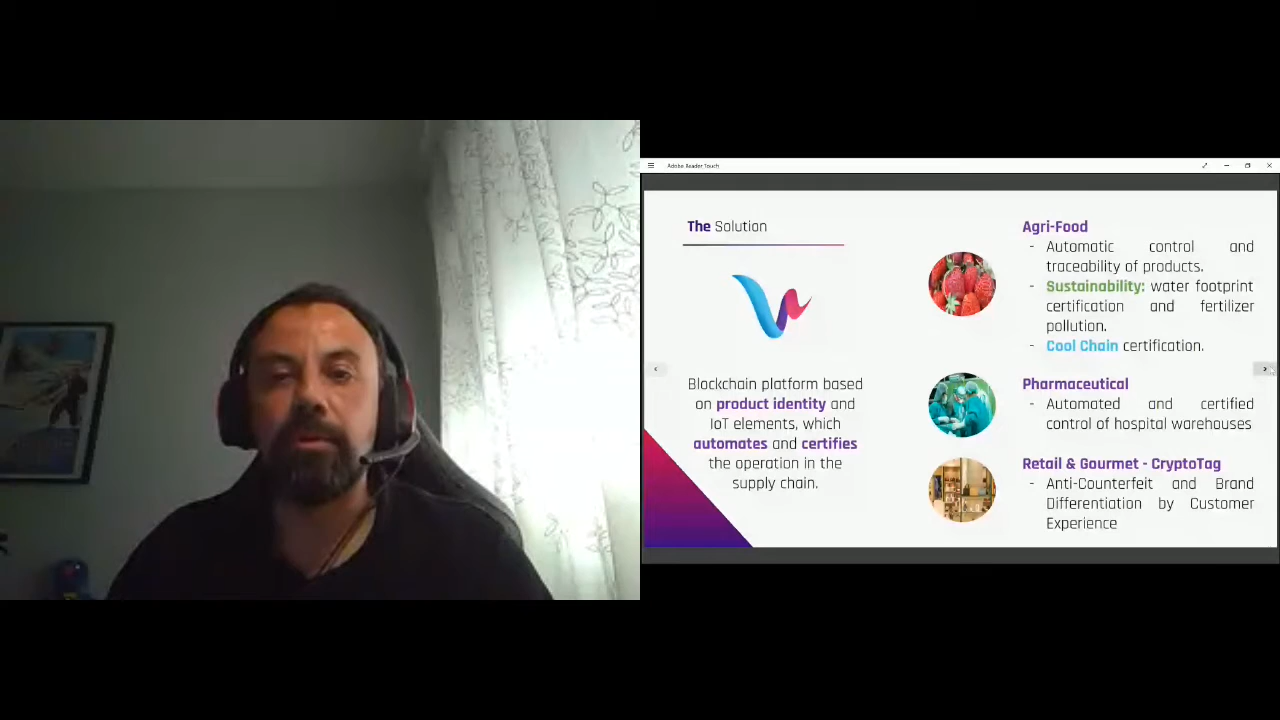 Adobe Reader Touch
The Solution
Blockchain platform based
on product identity and
IoT elements, which
automates and certifies
the operation in the
supply chain.
Agri-Food
- Automatic control and
traceability of products.
- Sustainability: water footprint
certification and fertilizer
pollution.
- Cool Chain certification.
Pharmaceutical
- Automated and certified
control of hospital warehouses
Retail & Gourmet - CryptoTag
- Anti-Counterfeit and Brand
Differentiation by Customer
Experience